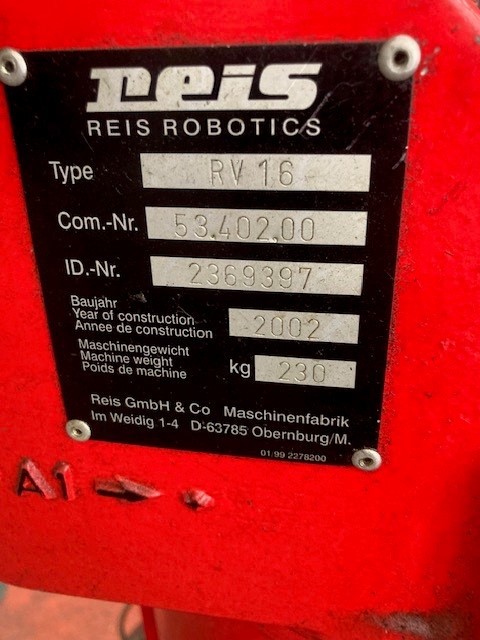 reis
REIS ROBOTICS
Type RV 16
Com.-Nr. 53.402.00
ID.-Nr. 2369397
Baujahr
Year of construction
Annee de construction 2002
Maschinengewicht
Machine weight
Poids de machine kg 230
Reis GmbH & Co Maschinenfabrik
Im Weidig 1-4 D-63785 Obernburg/M.
01/99 2278200
A1 → +